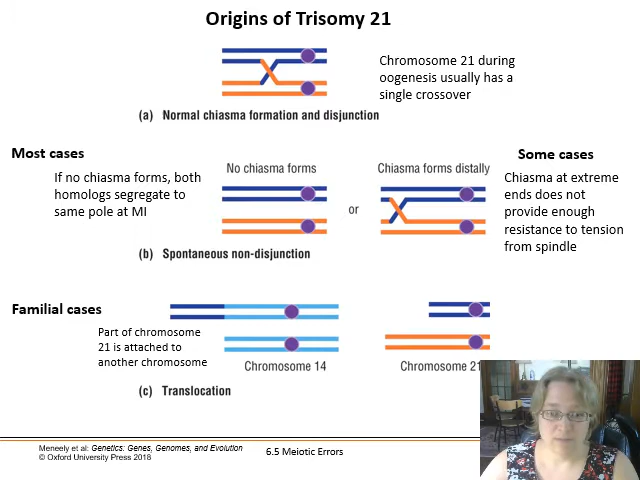 Origins of Trisomy 21
Chromosome 21 during
oogenesis usually has a
single crossover
(a) Normal chiasma formation and disjunction
Most cases
If no chiasma forms, both
homologs segregate to
same pole at MI
No chiasma forms
or
Chiasma forms distally
Some cases
Chiasma at extreme
ends does not
provide enough
resistance to tension
from spindle
(b) Spontaneous non-disjunction
Familial cases
Part of chromosome
21 is attached to
another chromosome
Chromosome 14
Chromosome 21
(c) Translocation
Meneely et al: Genetics: Genes, Genomes, and Evolution
© Oxford University Press 2018
6.5 Meiotic Errors